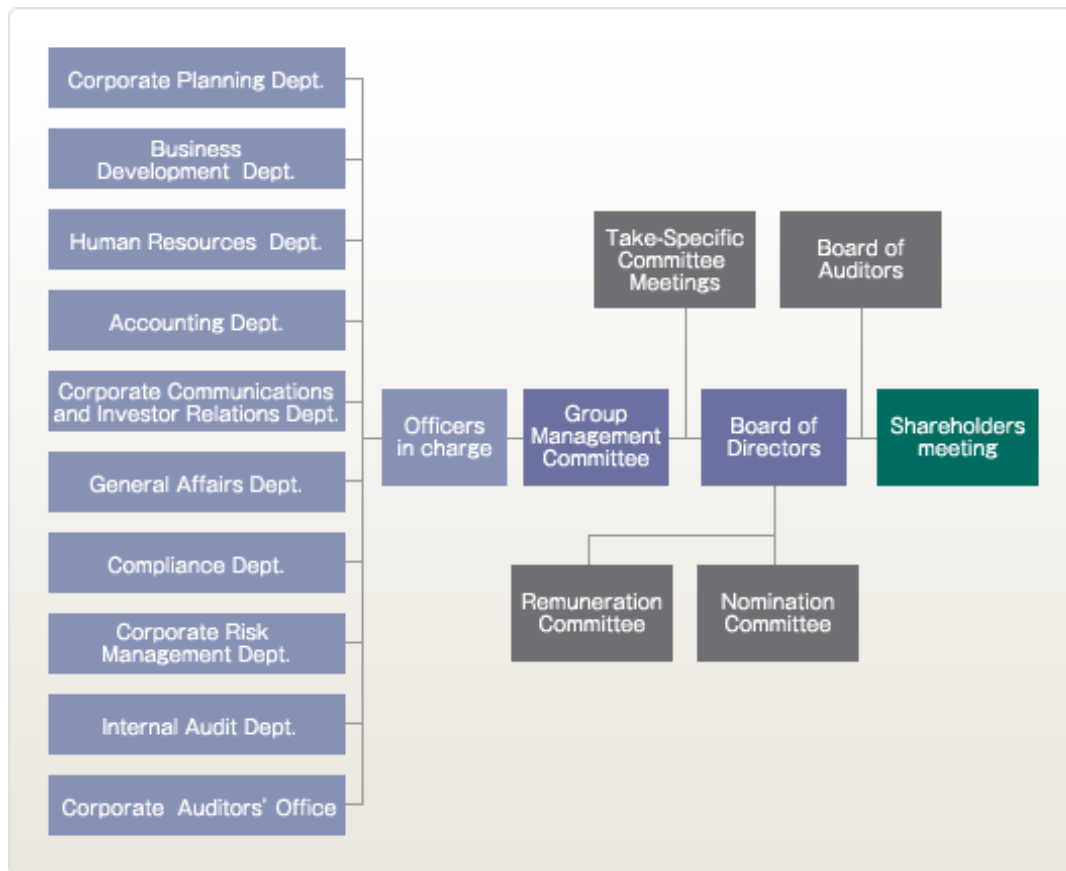 Corporate Planning Dept.
Business
Development Dept.
Human Resources Dept.
Accounting Dept.
Corporate Communications
and Investor Relations Dept.
General Affairs Dept.
Compliance Dept.
Corporate Risk
Management Dept.
Internal Audit Dept.
Corporate Auditors' Office
Officers
in charge
Group
Management
Committee
Take-Specific
Committee
Meetings
Board of
Directors
Board of
Auditors
Shareholders
meeting
Remuneration
Committee
Nomination
Committee